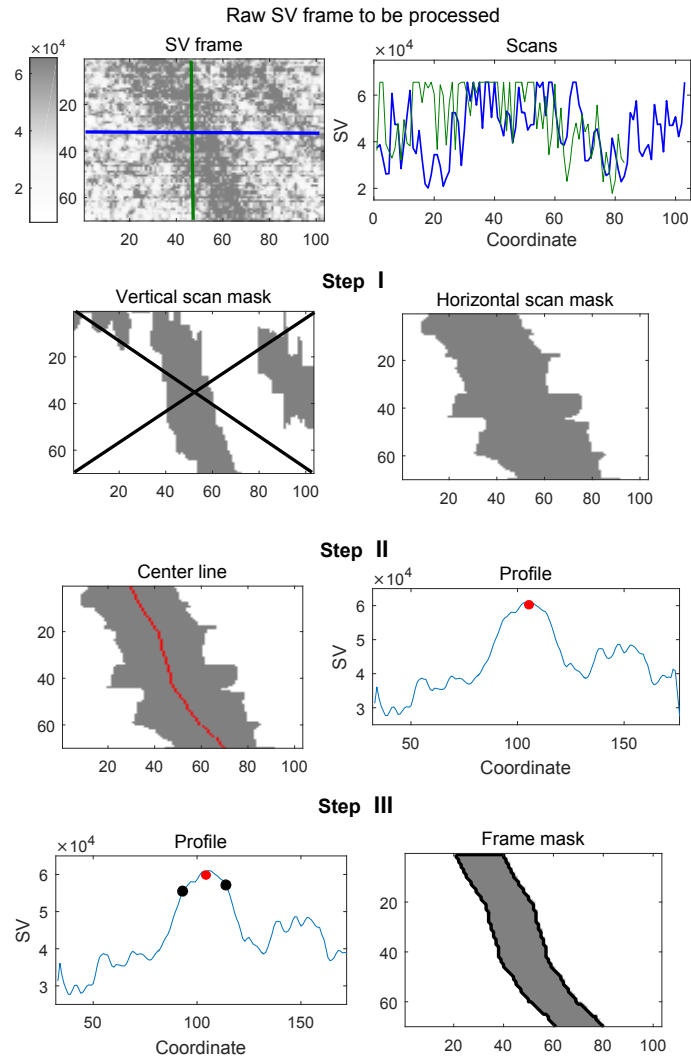 Raw SV frame to be processed
SV frame
Scans
×10⁴
6
4
2
20
40
60
20 40 60 80 100
×10⁴
SV
6
4
2
0 20 40 60 80 100
Coordinate
Step I
Vertical scan mask
Horizontal scan mask
20
40
60
20 40 60 80 100
20
40
60
20 40 60 80 100
Step II
Center line
Profile
20
40
60
20 40 60 80 100
×10⁴
SV
6
5
4
3
50 100 150
Coordinate
Step III
Profile
Frame mask
×10⁴
SV
6
5
4
3
50 100 150
Coordinate
20
40
60
20 40 60 80 100